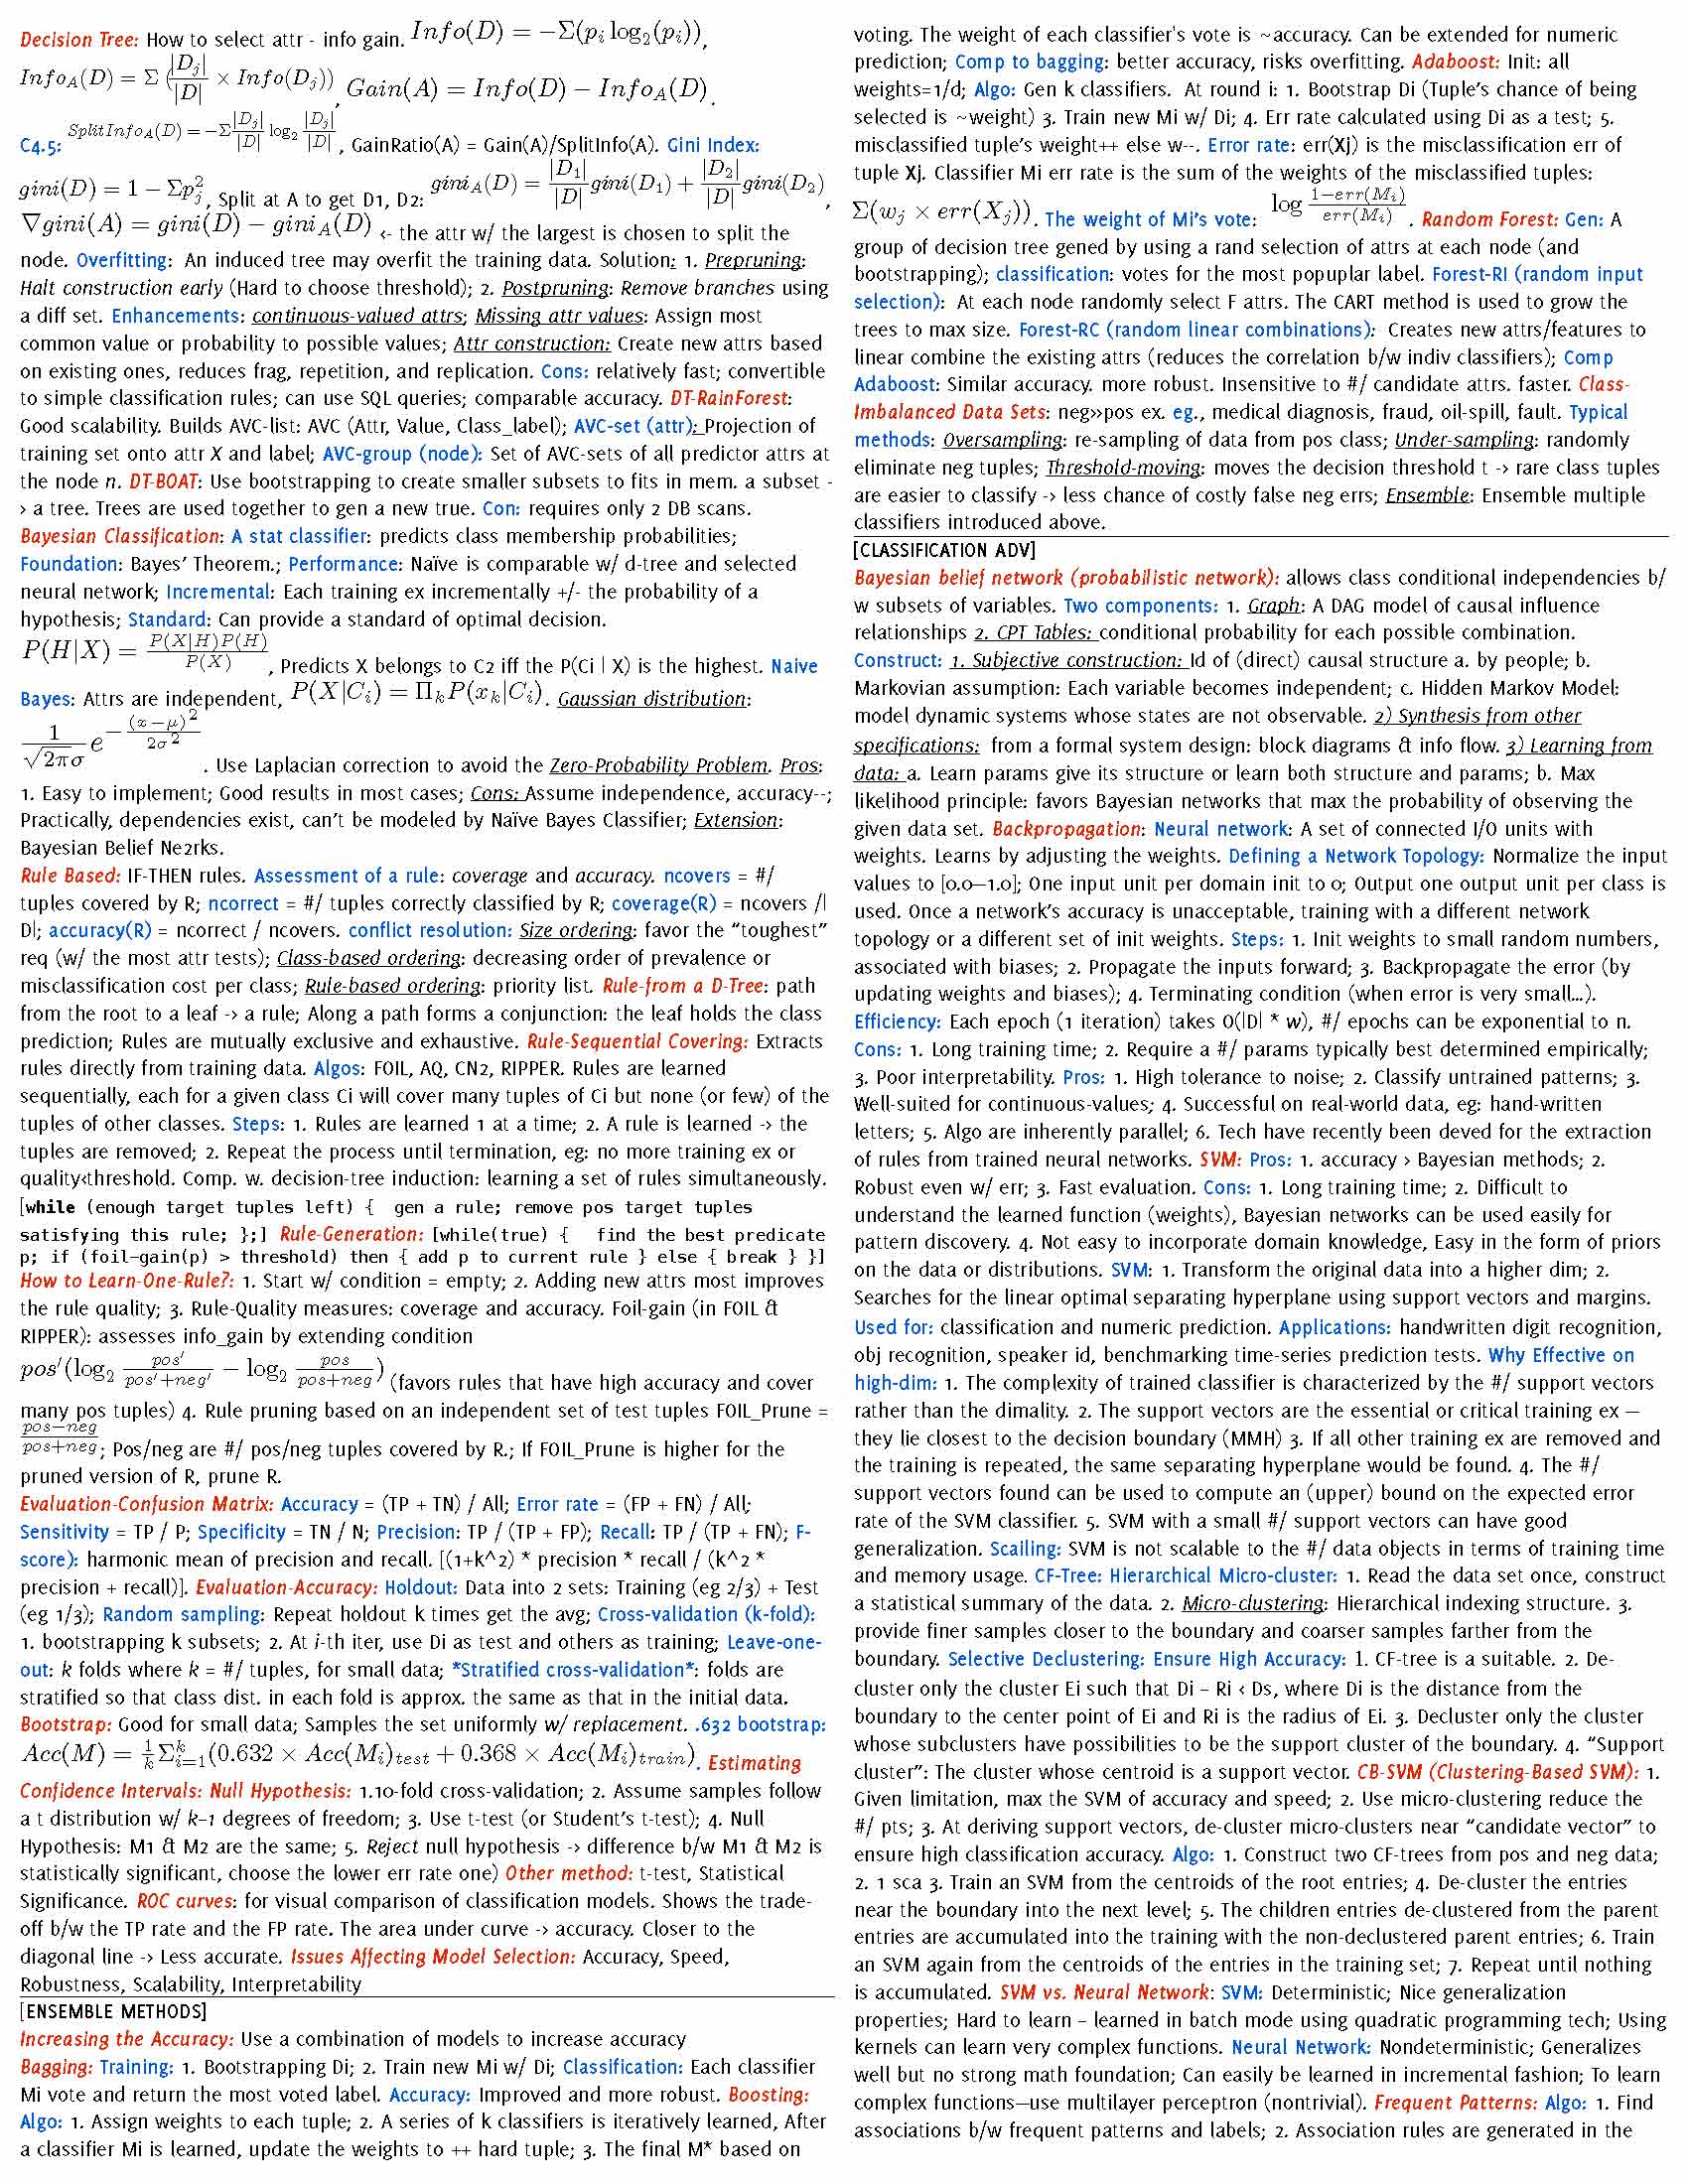 Decision Tree: How to select attr - info gain. Info(D) = −Σ(p_i log_2(p_i)),
Info_A(D) = Σ (|D_j|/|D| × Info(D_j)), Gain(A) = Info(D) − Info_A(D).
C4.5: SplitInfo_A(D) = −Σ|D_j|/|D| log_2 |D_j|/|D|, GainRatio(A) = Gain(A)/SplitInfo(A). Gini Index:
gini(D) = 1 − Σp_j^2, Split at A to get D1, D2: gini_A(D) = |D_1|/|D| gini(D_1) + |D_2|/|D| gini(D_2),
∇gini(A) = gini(D) − gini_A(D) <- the attr w/ the largest is chosen to split the
node. Overfitting: An induced tree may overfit the training data. Solution: 1. Prepruning:
Halt construction early (Hard to choose threshold); 2. Postpruning: Remove branches using
a diff set. Enhancements: continuous-valued attrs; Missing attr values: Assign most
common value or probability to possible values; Attr construction: Create new attrs based
on existing ones, reduces frag, repetition, and replication. Cons: relatively fast; convertible
to simple classification rules; can use SQL queries; comparable accuracy. DT-RainForest:
Good scalability. Builds AVC-list: AVC (Attr, Value, Class_label); AVC-set (attr): Projection of
training set onto attr X and label; AVC-group (node): Set of AVC-sets of all predictor attrs at
the node n. DT-BOAT: Use bootstrapping to create smaller subsets to fits in mem. a subset -
> a tree. Trees are used together to gen a new true. Con: requires only 2 DB scans.
Bayesian Classification: A stat classifier: predicts class membership probabilities;
Foundation: Bayes' Theorem.; Performance: Naïve is comparable w/ d-tree and selected
neural network; Incremental: Each training ex incrementally +/- the probability of a
hypothesis; Standard: Can provide a standard of optimal decision.
P(H|X) = P(X|H)P(H)/P(X), Predicts X belongs to C2 iff the P(Ci | X) is the highest. Naive
Bayes: Attrs are independent, P(X|C_i) = Π_k P(x_k|C_i). Gaussian distribution:
1/(√2πσ) e^−(x−μ)^2/2σ^2. Use Laplacian correction to avoid the Zero-Probability Problem. Pros:
1. Easy to implement; Good results in most cases; Cons: Assume independence, accuracy--;
Practically, dependencies exist, can't be modeled by Naïve Bayes Classifier; Extension:
Bayesian Belief Ne2rks.
Rule Based: IF-THEN rules. Assessment of a rule: coverage and accuracy. ncovers = #/
tuples covered by R; ncorrect = #/ tuples correctly classified by R; coverage(R) = ncovers /|
D|; accuracy(R) = ncorrect / ncovers. conflict resolution: Size ordering: favor the “toughest”
req (w/ the most attr tests); Class-based ordering: decreasing order of prevalence or
misclassification cost per class; Rule-based ordering: priority list. Rule-from a D-Tree: path
from the root to a leaf -> a rule; Along a path forms a conjunction: the leaf holds the class
prediction; Rules are mutually exclusive and exhaustive. Rule-Sequential Covering: Extracts
rules directly from training data. Algos: FOIL, AQ, CN2, RIPPER. Rules are learned
sequentially, each for a given class Ci will cover many tuples of Ci but none (or few) of the
tuples of other classes. Steps: 1. Rules are learned 1 at a time; 2. A rule is learned -> the
tuples are removed; 2. Repeat the process until termination, eg: no more training ex or
quality<threshold. Comp. w. decision-tree induction: learning a set of rules simultaneously.
[while (enough target tuples left) { gen a rule; remove pos target tuples
satisfying this rule; };] Rule-Generation: [while(true) { find the best predicate
p; if (foil-gain(p) > threshold) then { add p to current rule } else { break } }]
How to Learn-One-Rule?: 1. Start w/ condition = empty; 2. Adding new attrs most improves
the rule quality; 3. Rule-Quality measures: coverage and accuracy. Foil-gain (in FOIL &
RIPPER): assesses info_gain by extending condition
pos′(log_2 pos′/(pos′+neg′) − log_2 pos/(pos+neg)) (favors rules that have high accuracy and cover
many pos tuples) 4. Rule pruning based on an independent set of test tuples FOIL_Prune =
(pos−neg)/(pos+neg); Pos/neg are #/ pos/neg tuples covered by R.; If FOIL_Prune is higher for the
pruned version of R, prune R.
Evaluation-Confusion Matrix: Accuracy = (TP + TN) / All; Error rate = (FP + FN) / All;
Sensitivity = TP / P; Specificity = TN / N; Precision: TP / (TP + FP); Recall: TP / (TP + FN); F-
score): harmonic mean of precision and recall. [(1+k^2) * precision * recall / (k^2 *
precision + recall)]. Evaluation-Accuracy: Holdout: Data into 2 sets: Training (eg 2/3) + Test
(eg 1/3); Random sampling: Repeat holdout k times get the avg; Cross-validation (k-fold):
1. bootstrapping k subsets; 2. At i-th iter, use Di as test and others as training; Leave-one-
out: k folds where k = #/ tuples, for small data; *Stratified cross-validation*: folds are
stratified so that class dist. in each fold is approx. the same as that in the initial data.
Bootstrap: Good for small data; Samples the set uniformly w/ replacement. .632 bootstrap:
Acc(M) = 1/k Σ_{i=1}^k (0.632 × Acc(M_i)_test + 0.368 × Acc(M_i)_train). Estimating
Confidence Intervals: Null Hypothesis: 1.10-fold cross-validation; 2. Assume samples follow
a t distribution w/ k–1 degrees of freedom; 3. Use t-test (or Student's t-test); 4. Null
Hypothesis: M1 & M2 are the same; 5. Reject null hypothesis -> difference b/w M1 & M2 is
statistically significant, choose the lower err rate one) Other method: t-test, Statistical
Significance. ROC curves: for visual comparison of classification models. Shows the trade-
off b/w the TP rate and the FP rate. The area under curve -> accuracy. Closer to the
diagonal line -> Less accurate. Issues Affecting Model Selection: Accuracy, Speed,
Robustness, Scalability, Interpretability
[ENSEMBLE METHODS]
Increasing the Accuracy: Use a combination of models to increase accuracy
Bagging: Training: 1. Bootstrapping Di; 2. Train new Mi w/ Di; Classification: Each classifier
Mi vote and return the most voted label. Accuracy: Improved and more robust. Boosting:
Algo: 1. Assign weights to each tuple; 2. A series of k classifiers is iteratively learned, After
a classifier Mi is learned, update the weights to ++ hard tuple; 3. The final M* based on
voting. The weight of each classifier's vote is ~accuracy. Can be extended for numeric
prediction; Comp to bagging: better accuracy, risks overfitting. Adaboost: Init: all
weights=1/d; Algo: Gen k classifiers. At round i: 1. Bootstrap Di (Tuple's chance of being
selected is ~weight) 3. Train new Mi w/ Di; 4. Err rate calculated using Di as a test; 5.
misclassified tuple's weight++ else w--. Error rate: err(Xj) is the misclassification err of
tuple Xj. Classifier Mi err rate is the sum of the weights of the misclassified tuples:
Σ(w_j × err(X_j)). The weight of Mi's vote: log (1−err(M_i))/err(M_i). Random Forest: Gen: A
group of decision tree gened by using a rand selection of attrs at each node (and
bootstrapping); classification: votes for the most popuplar label. Forest-RI (random input
selection): At each node randomly select F attrs. The CART method is used to grow the
trees to max size. Forest-RC (random linear combinations): Creates new attrs/features to
linear combine the existing attrs (reduces the correlation b/w indiv classifiers); Comp
Adaboost: Similar accuracy. more robust. Insensitive to #/ candidate attrs. faster. Class-
Imbalanced Data Sets: neg>>pos ex. eg., medical diagnosis, fraud, oil-spill, fault. Typical
methods: Oversampling: re-sampling of data from pos class; Under-sampling: randomly
eliminate neg tuples; Threshold-moving: moves the decision threshold t -> rare class tuples
are easier to classify -> less chance of costly false neg errs; Ensemble: Ensemble multiple
classifiers introduced above.
[CLASSIFICATION ADV]
Bayesian belief network (probabilistic network): allows class conditional independencies b/
w subsets of variables. Two components: 1. Graph: A DAG model of causal influence
relationships 2. CPT Tables: conditional probability for each possible combination.
Construct: 1. Subjective construction: Id of (direct) causal structure a. by people; b.
Markovian assumption: Each variable becomes independent; c. Hidden Markov Model:
model dynamic systems whose states are not observable. 2) Synthesis from other
specifications: from a formal system design: block diagrams & info flow. 3) Learning from
data: a. Learn params give its structure or learn both structure and params; b. Max
likelihood principle: favors Bayesian networks that max the probability of observing the
given data set. Backpropagation: Neural network: A set of connected I/O units with
weights. Learns by adjusting the weights. Defining a Network Topology: Normalize the input
values to [0.0—1.0]; One input unit per domain init to 0; Output one output unit per class is
used. Once a network's accuracy is unacceptable, training with a different network
topology or a different set of init weights. Steps: 1. Init weights to small random numbers,
associated with biases; 2. Propagate the inputs forward; 3. Backpropagate the error (by
updating weights and biases); 4. Terminating condition (when error is very small…).
Efficiency: Each epoch (1 iteration) takes O(|D| * w), #/ epochs can be exponential to n.
Cons: 1. Long training time; 2. Require a #/ params typically best determined empirically;
3. Poor interpretability. Pros: 1. High tolerance to noise; 2. Classify untrained patterns; 3.
Well-suited for continuous-values; 4. Successful on real-world data, eg: hand-written
letters; 5. Algo are inherently parallel; 6. Tech have recently been deved for the extraction
of rules from trained neural networks. SVM: Pros: 1. accuracy > Bayesian methods; 2.
Robust even w/ err; 3. Fast evaluation. Cons: 1. Long training time; 2. Difficult to
understand the learned function (weights), Bayesian networks can be used easily for
pattern discovery. 4. Not easy to incorporate domain knowledge, Easy in the form of priors
on the data or distributions. SVM: 1. Transform the original data into a higher dim; 2.
Searches for the linear optimal separating hyperplane using support vectors and margins.
Used for: classification and numeric prediction. Applications: handwritten digit recognition,
obj recognition, speaker id, benchmarking time-series prediction tests. Why Effective on
high-dim: 1. The complexity of trained classifier is characterized by the #/ support vectors
rather than the dimality. 2. The support vectors are the essential or critical training ex —
they lie closest to the decision boundary (MMH) 3. If all other training ex are removed and
the training is repeated, the same separating hyperplane would be found. 4. The #/
support vectors found can be used to compute an (upper) bound on the expected error
rate of the SVM classifier. 5. SVM with a small #/ support vectors can have good
generalization. Scailing: SVM is not scalable to the #/ data objects in terms of training time
and memory usage. CF-Tree: Hierarchical Micro-cluster: 1. Read the data set once, construct
a statistical summary of the data. 2. Micro-clustering: Hierarchical indexing structure. 3.
provide finer samples closer to the boundary and coarser samples farther from the
boundary. Selective Declustering: Ensure High Accuracy: 1. CF-tree is a suitable. 2. De-
cluster only the cluster Ei such that Di – Ri < Ds, where Di is the distance from the
boundary to the center point of Ei and Ri is the radius of Ei. 3. Decluster only the cluster
whose subclusters have possibilities to be the support cluster of the boundary. 4. “Support
cluster”: The cluster whose centroid is a support vector. CB-SVM (Clustering-Based SVM): 1.
Given limitation, max the SVM of accuracy and speed; 2. Use micro-clustering reduce the
#/ pts; 3. At deriving support vectors, de-cluster micro-clusters near “candidate vector” to
ensure high classification accuracy. Algo: 1. Construct two CF-trees from pos and neg data;
2. 1 sca 3. Train an SVM from the centroids of the root entries; 4. De-cluster the entries
near the boundary into the next level; 5. The children entries de-clustered from the parent
entries are accumulated into the training with the non-declustered parent entries; 6. Train
an SVM again from the centroids of the entries in the training set; 7. Repeat until nothing
is accumulated. SVM vs. Neural Network: SVM: Deterministic; Nice generalization
properties; Hard to learn – learned in batch mode using quadratic programming tech; Using
kernels can learn very complex functions. Neural Network: Nondeterministic; Generalizes
well but no strong math foundation; Can easily be learned in incremental fashion; To learn
complex functions—use multilayer perceptron (nontrivial). Frequent Patterns: Algo: 1. Find
associations b/w frequent patterns and labels; 2. Association rules are generated in the